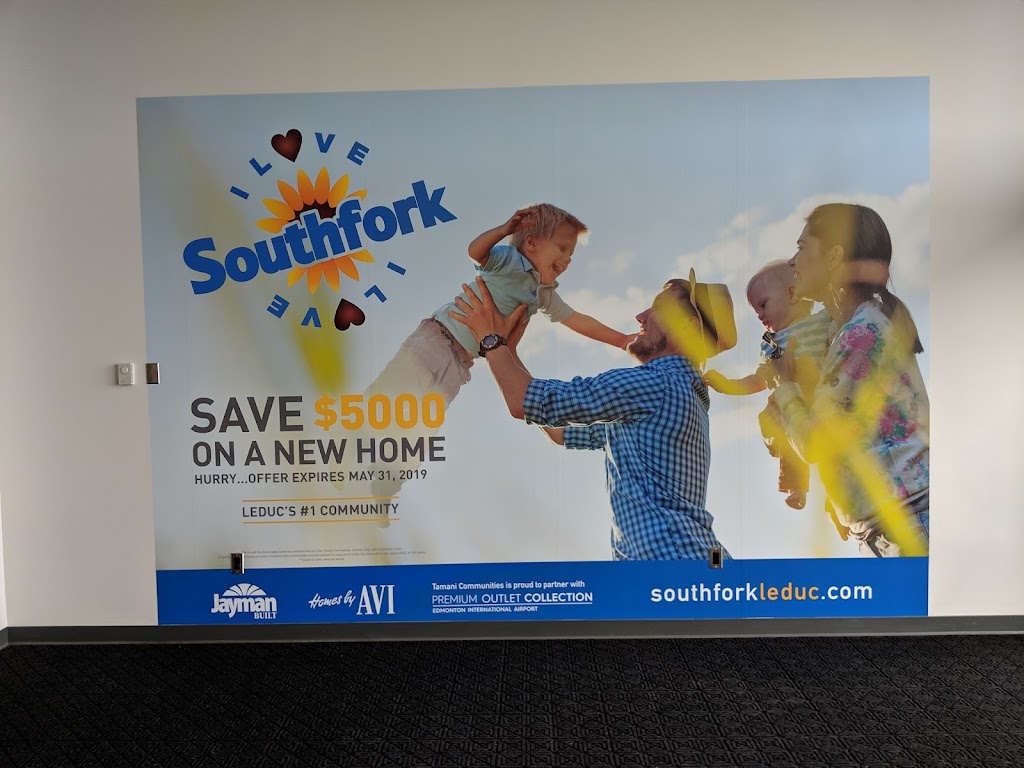 I LOVE
Southfork
I LOVE
SAVE $5000
ON A NEW HOME
HURRY...OFFER EXPIRES MAY 31, 2019
LEDUC'S #1 COMMUNITY
Jayman
BUILT
Homes by AVI
Tamani Communities is proud to partner with
PREMIUM OUTLET COLLECTION
EDMONTON INTERNATIONAL AIRPORT
southforkleduc.com